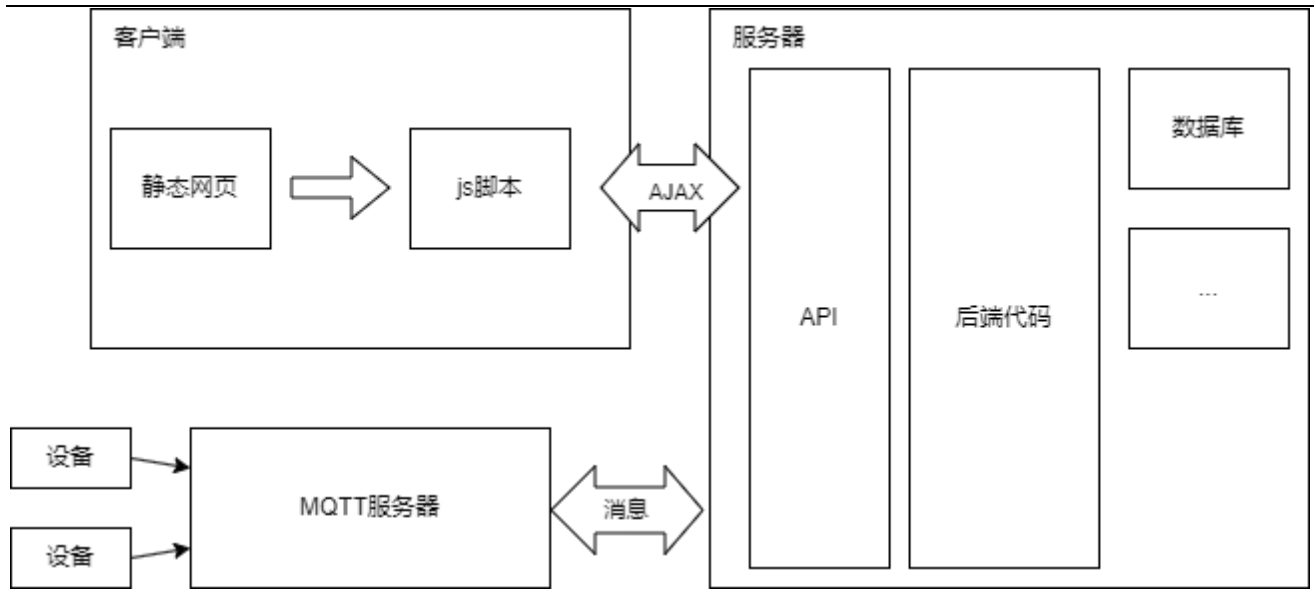 客户端
静态网页
js脚本
AJAX
服务器
API
后端代码
数据库
...
设备
设备
MQTT服务器
消息